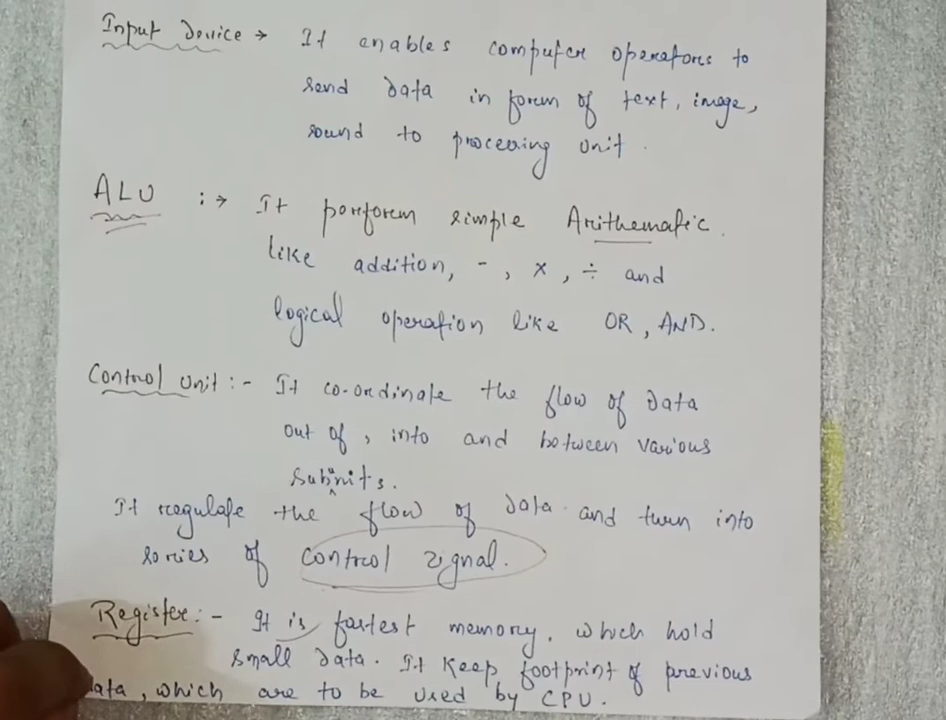 Input Device → It enables computer operators to
send data in form of text, image,
sound to processing unit.
ALU :→ It perform simple Arithematic.
like addition, -, ×, ÷ and
logical operation like OR, AND.
Control Unit :- It co-ordinate the flow of data
out of, into and between various
subunits.
It regulate the flow of data and turn into
series of control signal.
Register :- It is fastest memory, which hold
small data. It keep footprint of previous
data, which are to be used by CPU.